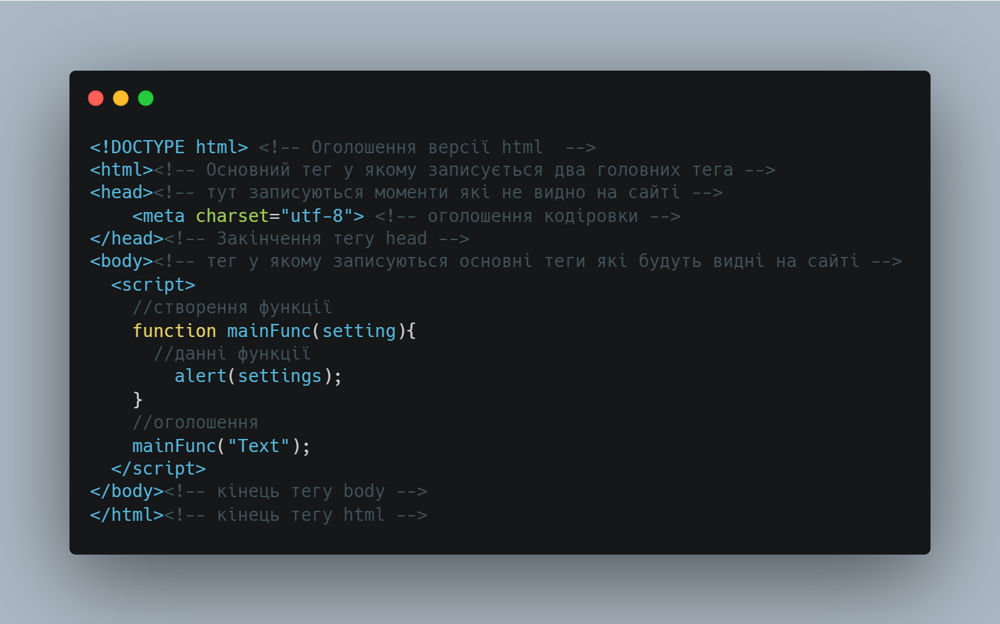 <!DOCTYPE html> <!-- Оголошення версії html  -->
<html><!-- Основний тег у якому записується два головних тега -->
<head><!-- тут записуються моменти які не видно на сайті -->
    <meta charset="utf-8"> <!-- оголошення кодіровки -->
</head><!-- Закінчення тегу head -->
<body><!-- тег у якому записуються основні теги які будуть видні на сайті -->
  <script>
    //створення функції
    function mainFunc(setting){
      //данні функції
        alert(settings);
    }
    //оголошення
    mainFunc("Text");
  </script>
</body><!-- кінець тегу body -->
</html><!-- кінець тегу html -->